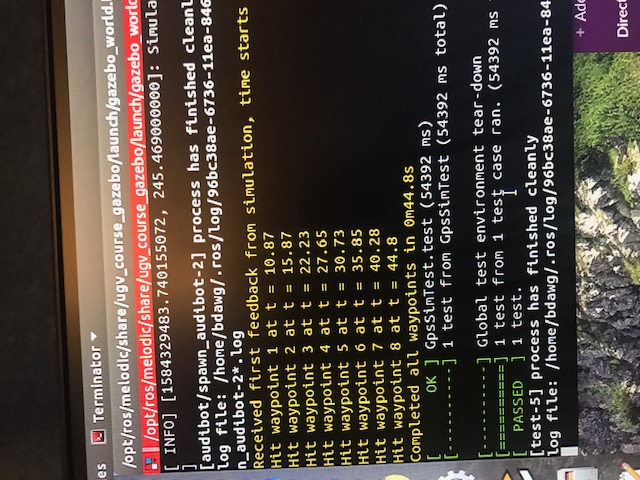 es Terminator
/opt/ros/melodic/share/ugv_course_gazebo/launch/gazebo_world.
/opt/ros/melodic/share/ugv_course_gazebo/launch/gazebo_world
[ INFO] [1584329483.740155072, 245.469000000]: Simula
]
[audibot/spawn_audibot-2] process has finished cleanl
log file: /home/bdawg/.ros/log/96bc38ae-6736-11ea-846
n_audibot-2*.log
Received first feedback from simulation, time starts
Hit waypoint 1 at t = 10.87
Hit waypoint 2 at t = 15.87
Hit waypoint 3 at t = 22.23
Hit waypoint 4 at t = 27.65
Hit waypoint 5 at t = 30.73
Hit waypoint 6 at t = 35.85
Hit waypoint 7 at t = 40.28
Hit waypoint 8 at t = 44.8
Completed all waypoints in 0m44.8s
[ OK ] GpsSimTest.test (54392 ms)
[----------] 1 test from GpsSimTest (54392 ms total)
[----------] Global test environment tear-down
[==========] 1 test from 1 test case ran. (54392 ms
[ PASSED ] 1 test.
[test-5] process has finished cleanly
log file: /home/bdawg/.ros/log/96bc38ae-6736-11ea-84
+ Add
Direct